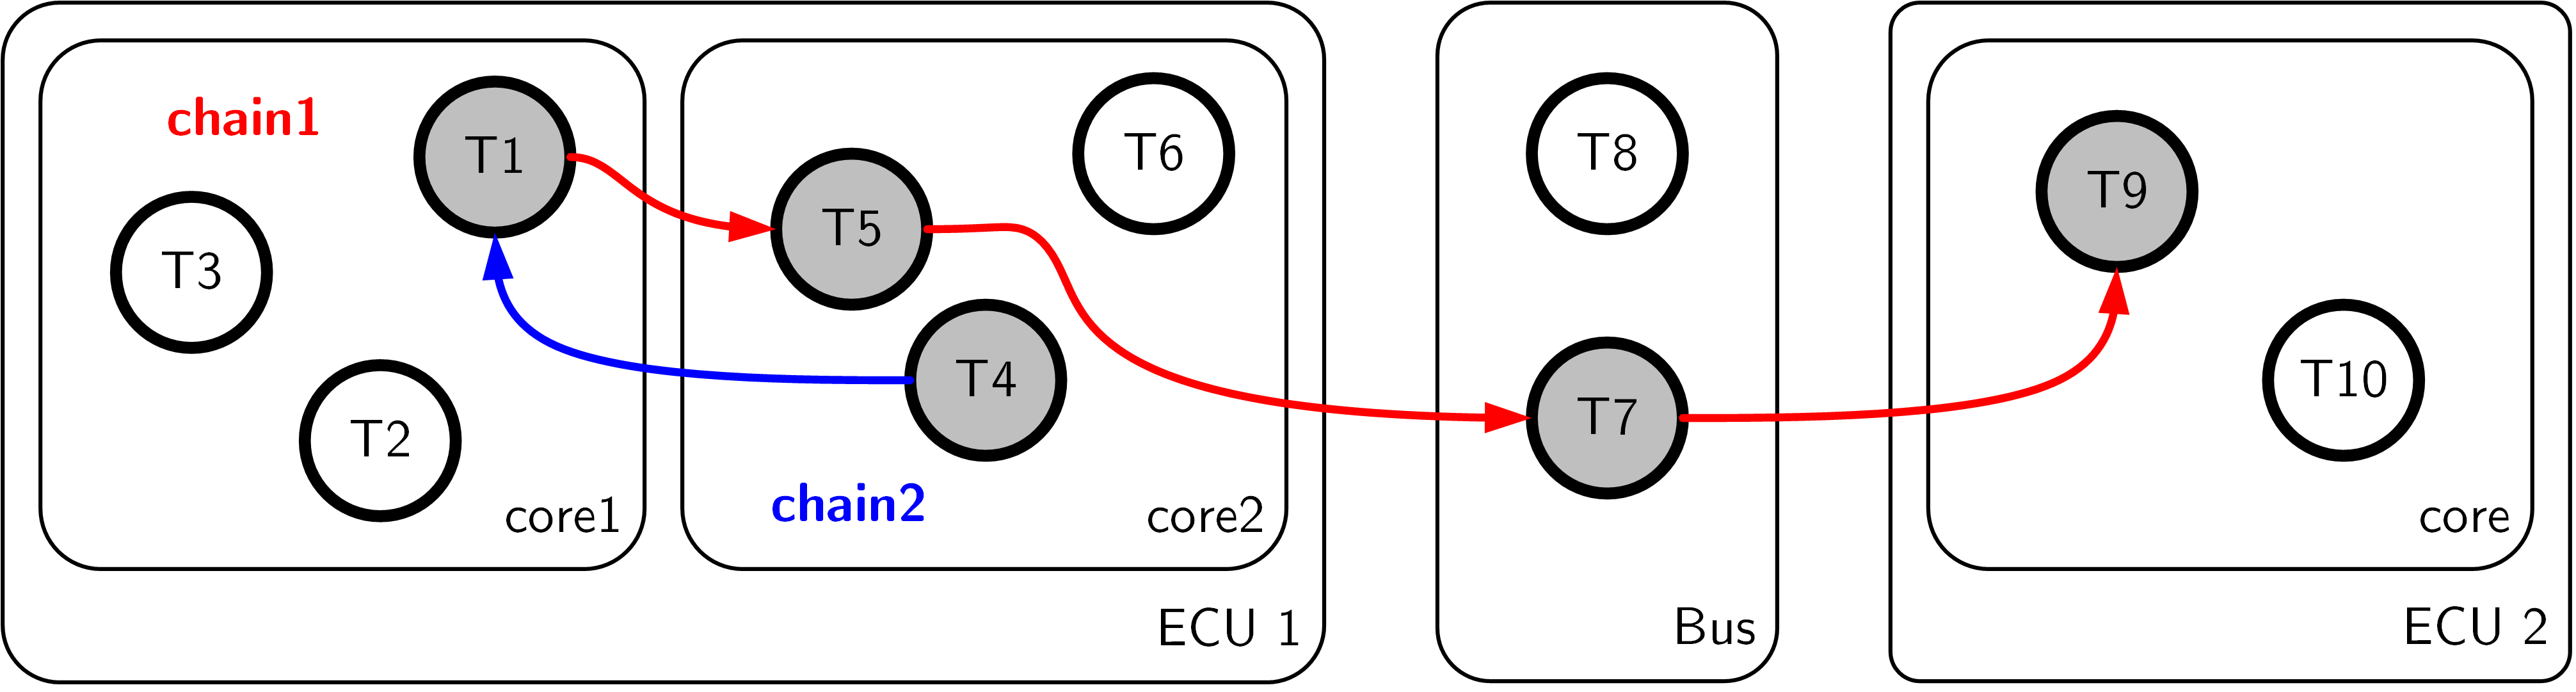 chain1
T1
T3
T2
core1
T5
T6
T4
chain2
core2
ECU 1
T8
T7
Bus
T9
T10
core
ECU 2